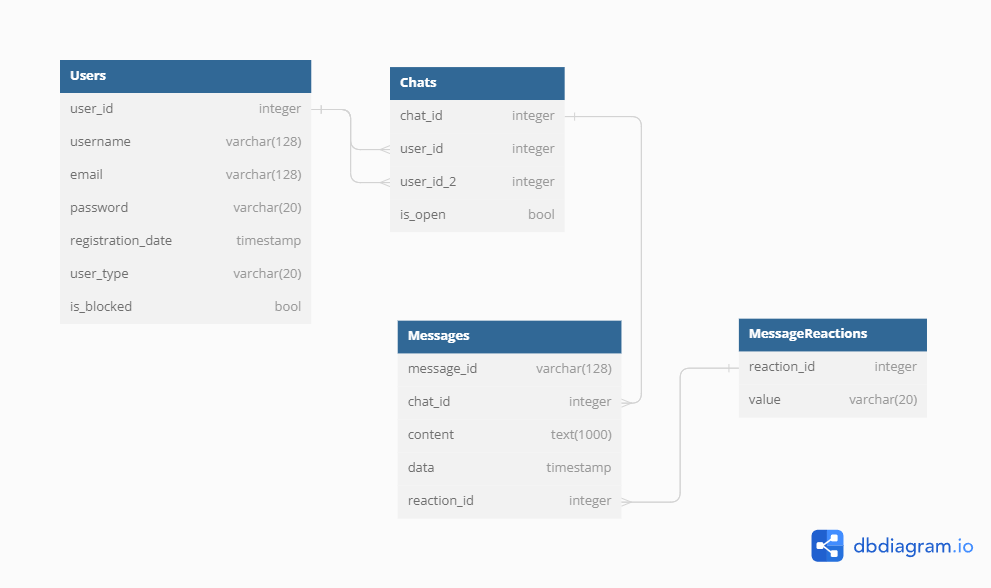 Users
user_id integer
username varchar(128)
email varchar(128)
password varchar(20)
registration_date timestamp
user_type varchar(20)
is_blocked bool
Chats
chat_id integer
user_id integer
user_id_2 integer
is_open bool
Messages
message_id varchar(128)
chat_id integer
content text(1000)
data timestamp
reaction_id integer
MessageReactions
reaction_id integer
value varchar(20)
dbdiagram.io